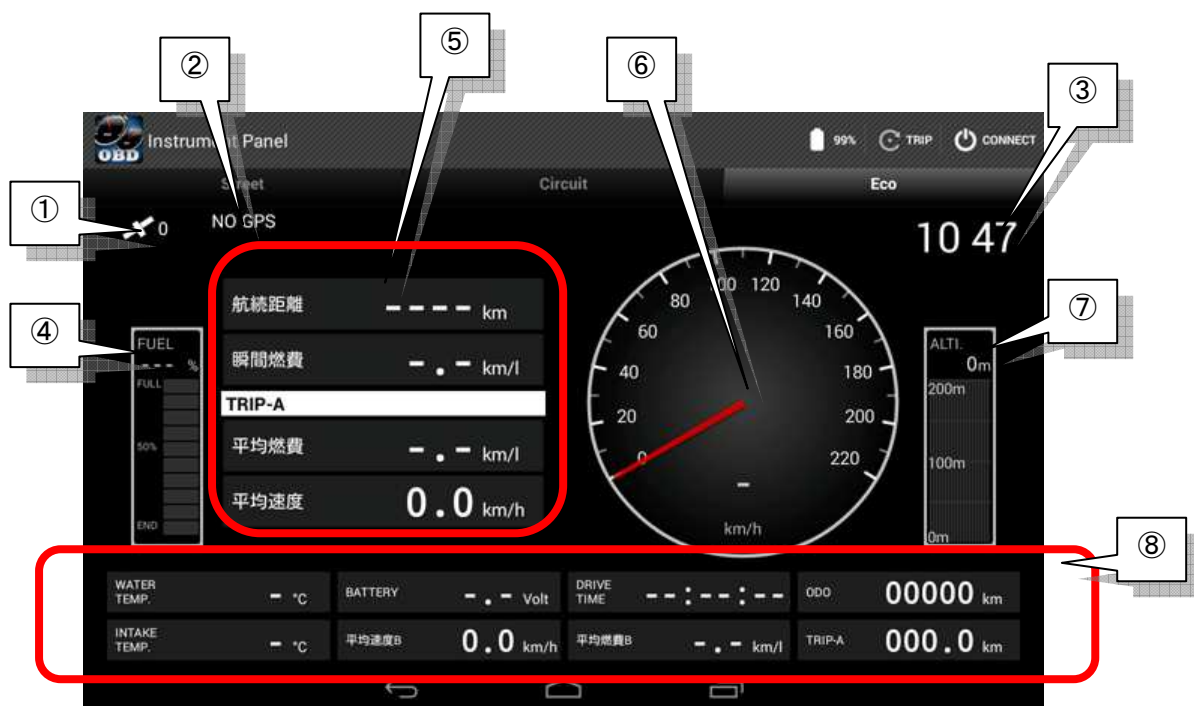 ⑤
②
⑥
③
OBD
Instrument Panel
99%
TRIP
CONNECT
Street
Circuit
Eco
①
0
NO GPS
10 47
④
FUEL
--- %
FULL
50%
END
航続距離 ---- km
瞬間燃費 -.- km/l
TRIP-A
平均燃費 -.- km/l
平均速度 0.0 km/h
0
20
40
60
80
100
120
140
160
180
200
220
-
km/h
⑦
ALTI.
0m
200m
100m
0m
⑧
WATER
TEMP. - °C
BATTERY -.- Volt
DRIVE
TIME --:--:--
ODO 00000 km
INTAKE
TEMP. - °C
平均速度B 0.0 km/h
平均燃費B -.- km/l
TRIP-A 000.0 km